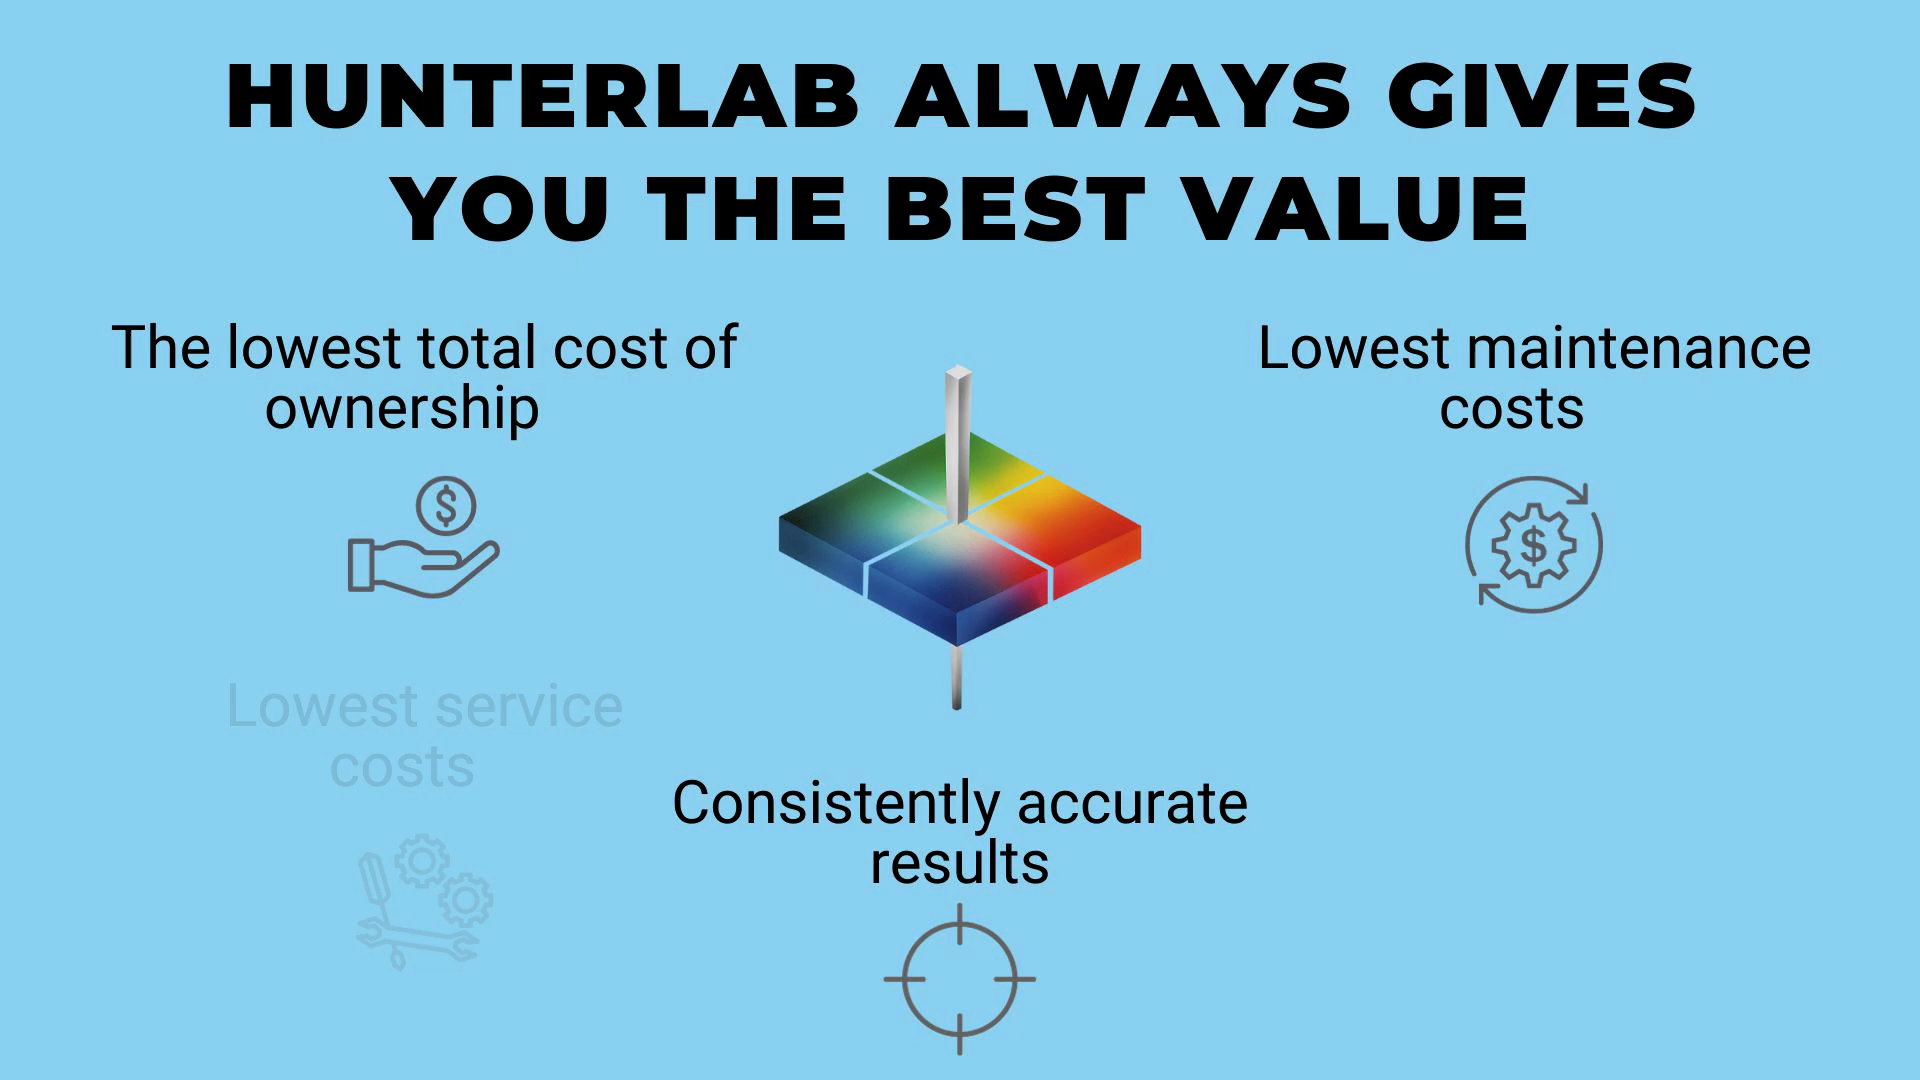 HUNTERLAB ALWAYS GIVES
YOU THE BEST VALUE
The lowest total cost of
ownership
$
Lowest maintenance
costs
$
Lowest service
costs
Consistently accurate
results